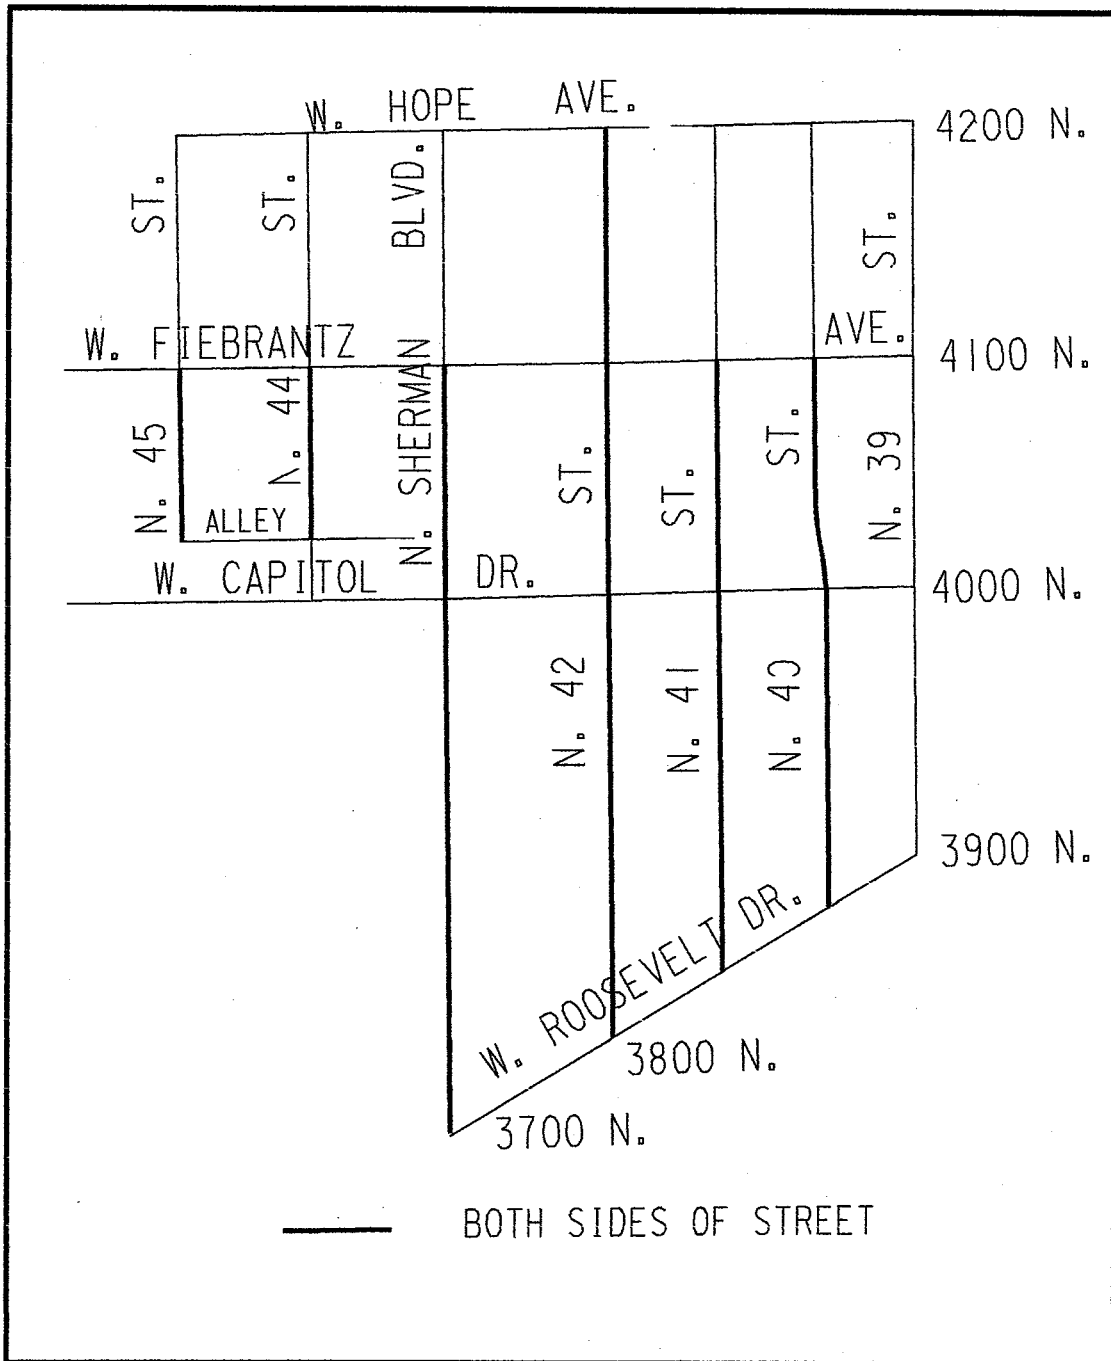 W. HOPE AVE.
4200 N.
N. 45 ST.
N. 44 ST.
N. SHERMAN BLVD.
W. FIEBRANTZ AVE.
4100 N.
N. 42 ST.
N. 41 ST.
N. 40 ST.
N. 39 ST.
ALLEY
W. CAPITOL DR.
4000 N.
3900 N.
W. ROOSEVELT DR.
3800 N.
3700 N.
BOTH SIDES OF STREET